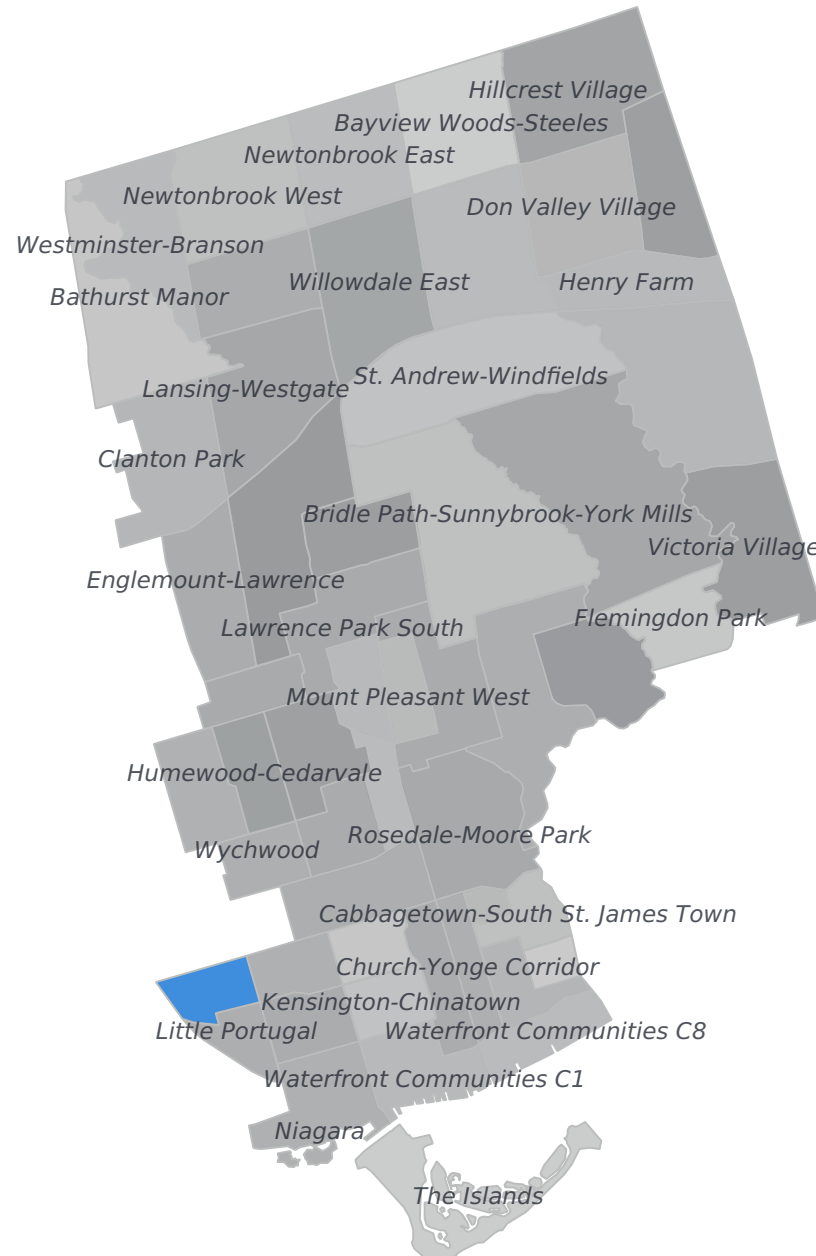 Hillcrest Village
Bayview Woods-Steeles
Newtonbrook East
Newtonbrook West
Don Valley Village
Westminster-Branson
Willowdale East
Henry Farm
Bathurst Manor
St. Andrew-Windfields
Lansing-Westgate
Clanton Park
Bridle Path-Sunnybrook-York Mills
Victoria Village
Englemount-Lawrence
Flemingdon Park
Lawrence Park South
Mount Pleasant West
Humewood-Cedarvale
Rosedale-Moore Park
Wychwood
Cabbagetown-South St. James Town
Church-Yonge Corridor
Kensington-Chinatown
Little Portugal
Waterfront Communities C8
Waterfront Communities C1
Niagara
The Islands